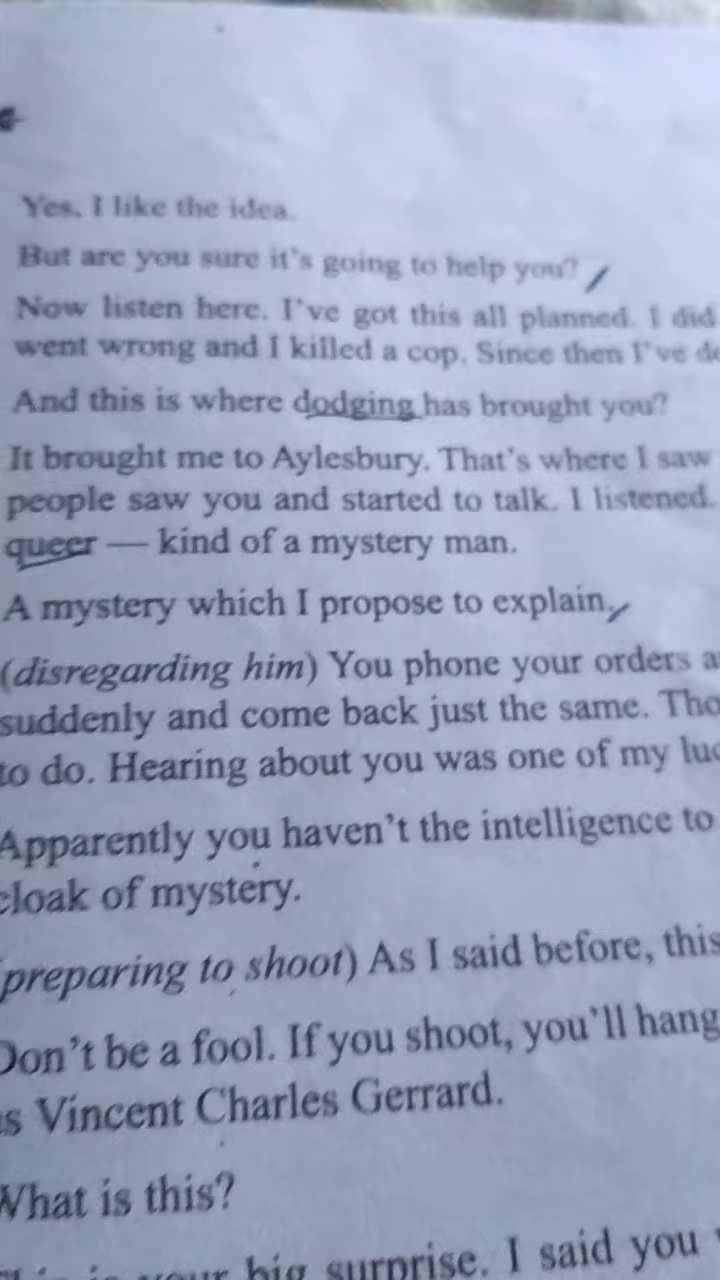 Yes, I like the idea.
But are you sure it's going to help you?
Now listen here. I've got this all planned. I did
went wrong and I killed a cop. Since then I've
And this is where dodging has brought you?
It brought me to Aylesbury. That's where I saw
people saw you and started to talk. I listened.
queer — kind of a mystery man.
A mystery which I propose to explain.
(disregarding him) You phone your orders
suddenly and come back just the same.
to do. Hearing about you was one of my
Apparently you haven't the intelligence to
cloak of mystery.
(preparing to shoot) As I said before, this
Don't be a fool. If you shoot, you'll hang
Vincent Charles Gerrard.
What is this?
big surprise. I said you